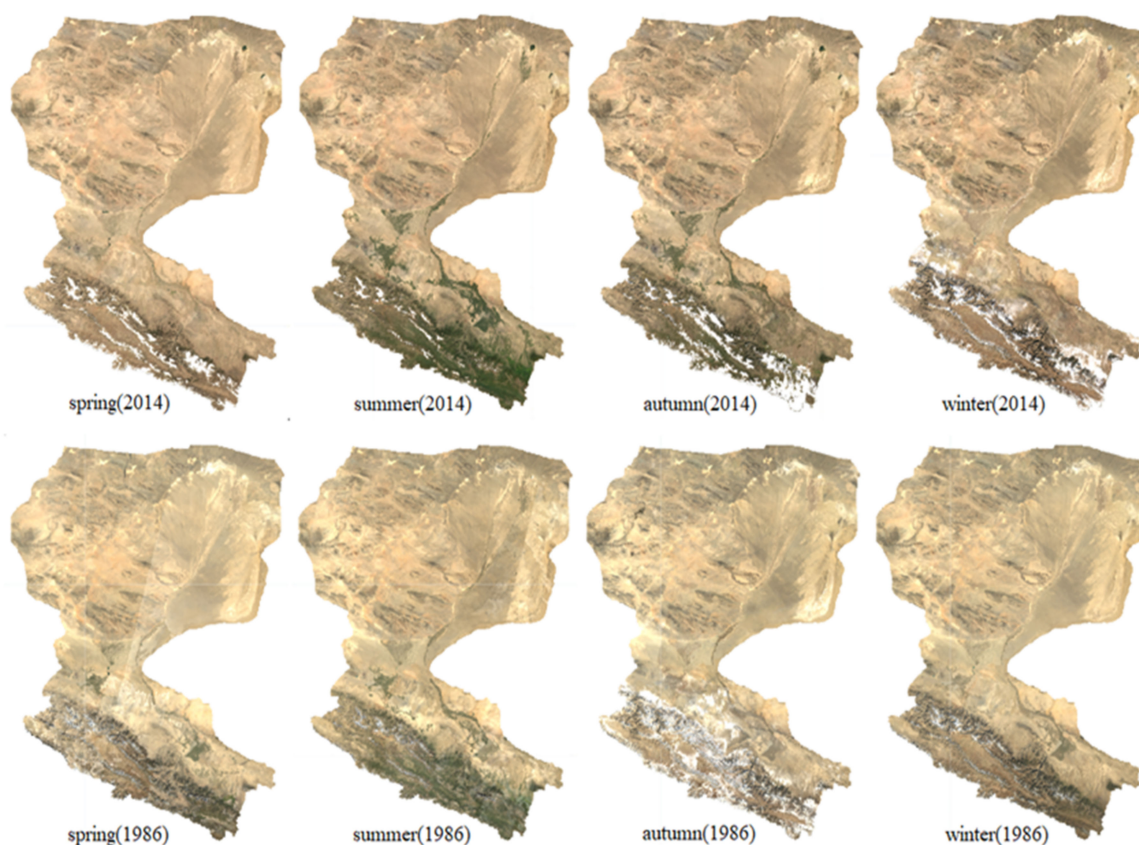 spring(2014)
summer(2014)
autumn(2014)
winter(2014)
spring(1986)
summer(1986)
autumn(1986)
winter(1986)